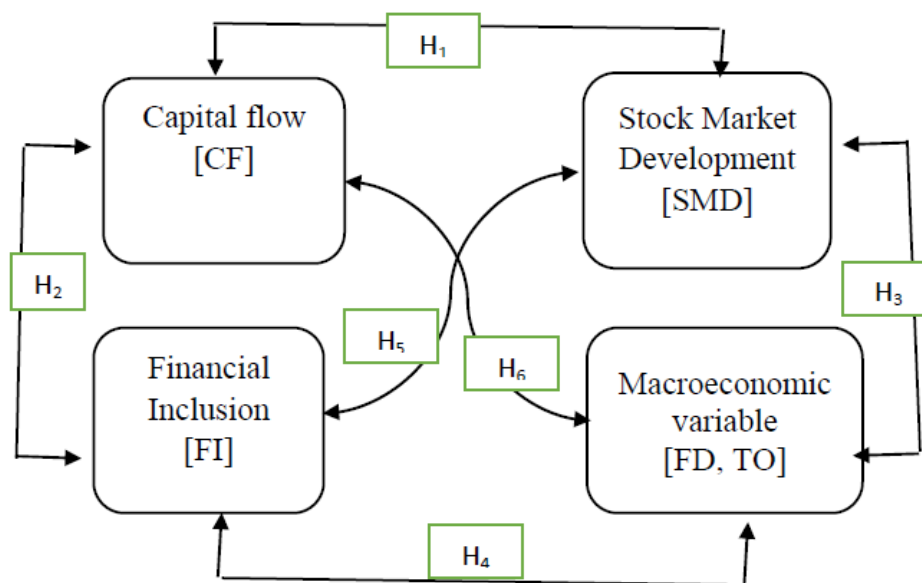 H₁
Capital flow
[CF]
Stock Market
Development
[SMD]
H₂
H₃
H₅
H₆
Financial
Inclusion
[FI]
Macroeconomic
variable
[FD, TO]
H₄